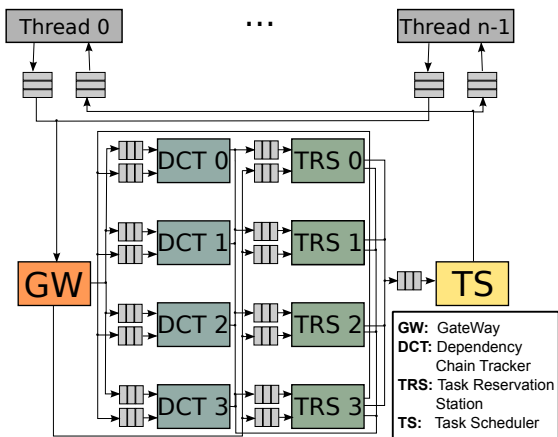 Thread 0
...
Thread n-1
DCT 0
TRS 0
DCT 1
TRS 1
GW
TS
DCT 2
TRS 2
DCT 3
TRS 3
GW: GateWay
DCT: Dependency
Chain Tracker
TRS: Task Reservation
Station
TS: Task Scheduler